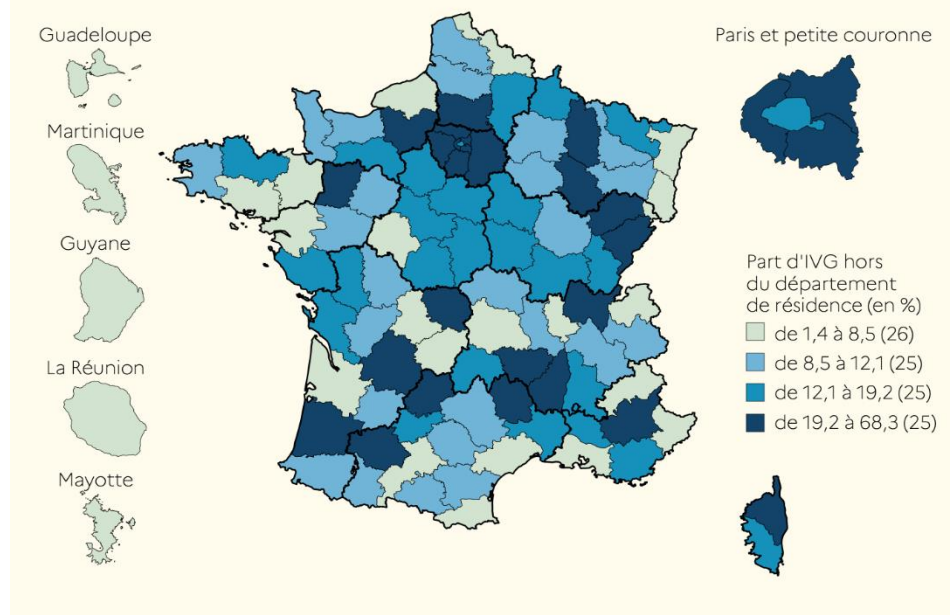 Guadeloupe
Martinique
Guyane
La Réunion
Mayotte
Paris et petite couronne
Part d'IVG hors
du département
de résidence (en %)
de 1,4 à 8,5 (26)
de 8,5 à 12,1 (25)
de 12,1 à 19,2 (25)
de 19,2 à 68,3 (25)